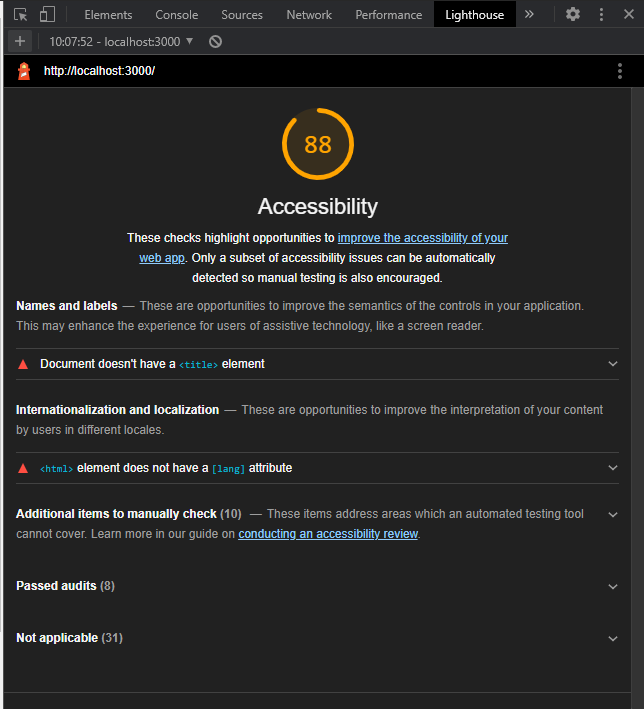 Elements Console Sources Network Performance Lighthouse »
10:07:52 - localhost:3000
http://localhost:3000/
88
Accessibility
These checks highlight opportunities to improve the accessibility of your
web app. Only a subset of accessibility issues can be automatically
detected so manual testing is also encouraged.
Names and labels — These are opportunities to improve the semantics of the controls in your application.
This may enhance the experience for users of assistive technology, like a screen reader.
Document doesn't have a <title> element
Internationalization and localization — These are opportunities to improve the interpretation of your content
by users in different locales.
<html> element does not have a [lang] attribute
Additional items to manually check (10) — These items address areas which an automated testing tool
cannot cover. Learn more in our guide on conducting an accessibility review.
Passed audits (8)
Not applicable (31)